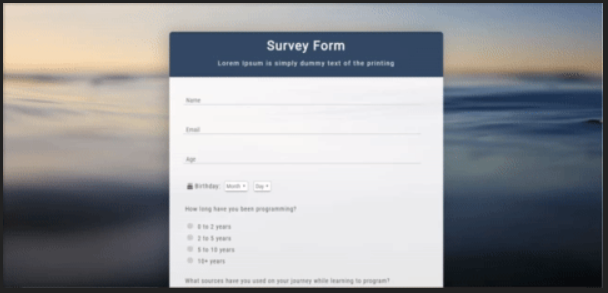 Survey Form
Lorem Ipsum is simply dummy text of the printing
Name
Email
Age
Birthday: Month Day
How long have you been programming?
0 to 2 years
2 to 5 years
5 to 10 years
10+ years
What sources have you used on your journey while learning to program?